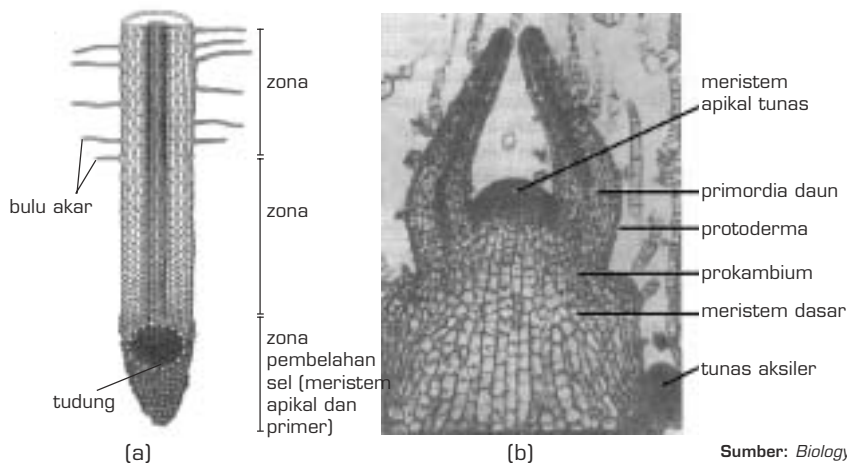 zona
bulu akar
zona
tudung
zona
pembelahan
sel (meristem
apikal dan
primer)
(a)
meristem
apikal tunas
primordia daun
protoderma
prokambium
meristem dasar
tunas aksiler
(b)
Sumber: Biology